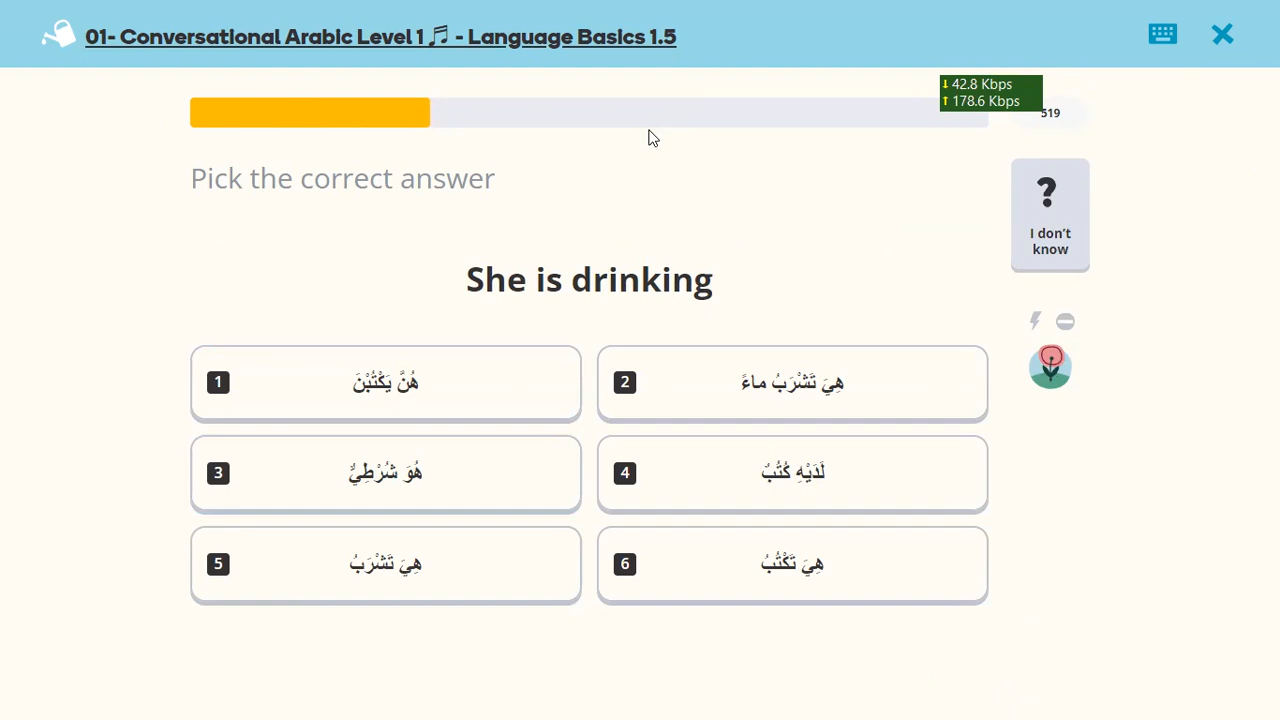 01- Conversational Arabic Level 1 🎵 - Language Basics 1.5
↓ 42.8 Kbps
↑ 178.6 Kbps
519
Pick the correct answer
?
I don't
know
She is drinking
1 هُنَّ يَكْتُبْنَ
2 هِيَ تَشْرَبُ ماءً
3 هُوَ شُرْطِيٌّ
4 لَدَيْهِ كُتُبٌ
5 هِيَ تَشْرَبُ
6 هِيَ تَكْتُبُ